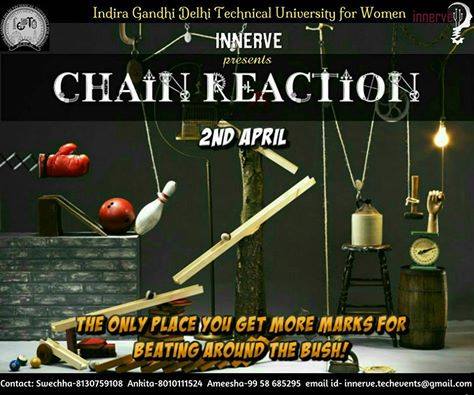 Indira Gandhi Delhi Technical University for Women
innerve
INNERVE
presents
CHAIN REACTION
2ND APRIL
THE ONLY PLACE YOU GET MORE MARKS FOR
BEATING AROUND THE BUSH!
Contact: Swechha-8130759108 Ankita-8010111524 Ameesha-99 58 685295 email id- innerve.techevents@gmail.com